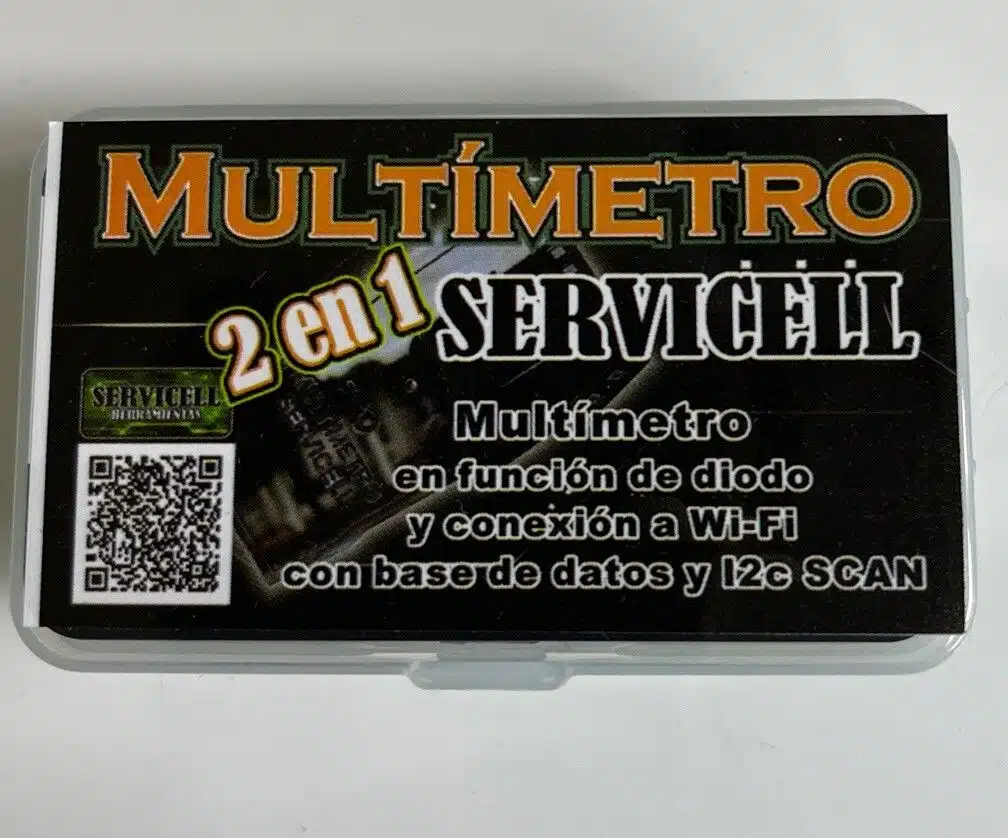 MULTÍMETRO
2 en 1
SERVICELL
SERVICELL
HERRAMIENTAS
Multímetro
en función de diodo
y conexión a Wi-Fi
con base de datos y I2c SCAN